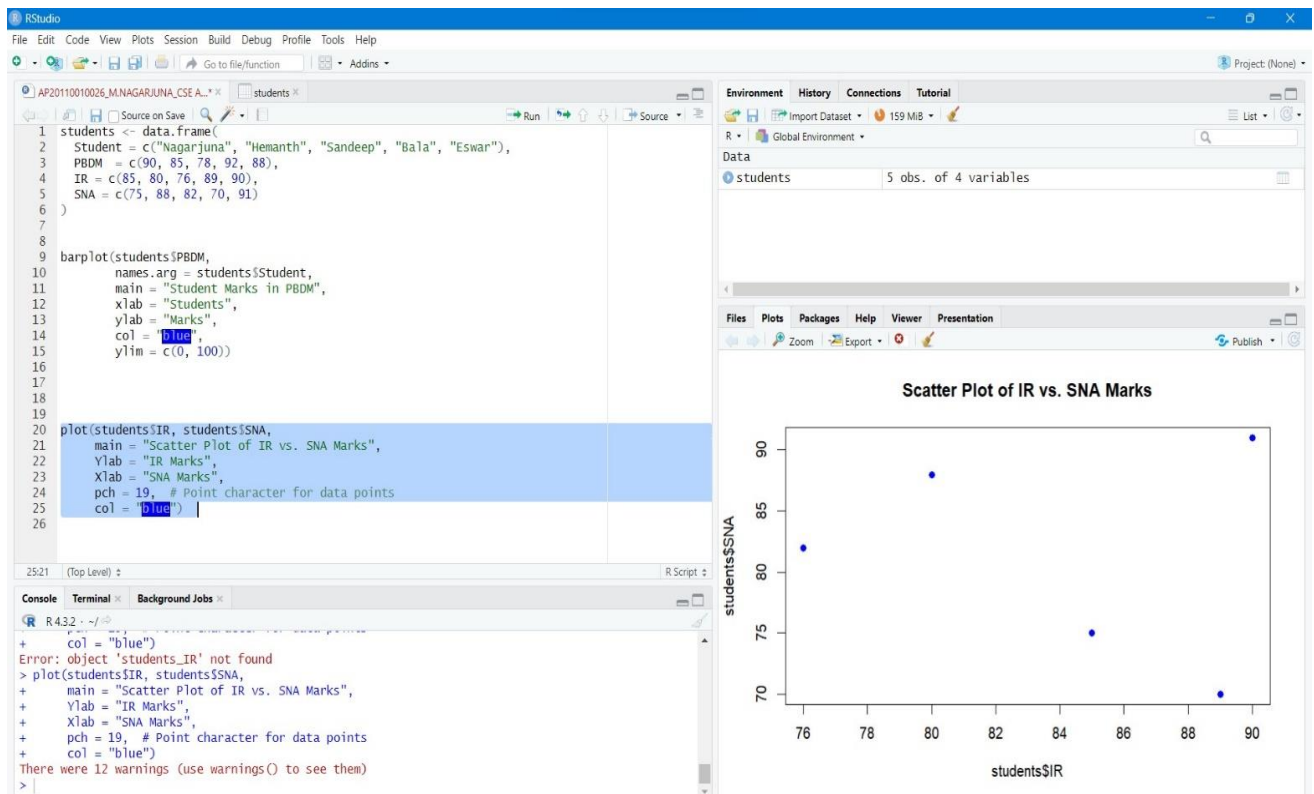 RStudio
File Edit Code View Plots Session Build Debug Profile Tools Help
Go to file/function Addins Project: (None)
AP20110010026_M.NAGARJUNA_CSE A...* students
Source on Save Run Source
1 students <- data.frame(
2 Student = c("Nagarjuna", "Hemanth", "Sandeep", "Bala", "Eswar"),
3 PBDM = c(90, 85, 78, 92, 88),
4 IR = c(85, 80, 76, 89, 90),
5 SNA = c(75, 88, 82, 70, 91)
6 )
7
8
9 barplot(students$PBDM,
10 names.arg = students$Student,
11 main = "Student Marks in PBDM",
12 xlab = "Students",
13 ylab = "Marks",
14 col = "blue",
15 ylim = c(0, 100))
16
17
18
19
20 plot(students$IR, students$SNA,
21 main = "Scatter Plot of IR vs. SNA Marks",
22 Ylab = "IR Marks",
23 Xlab = "SNA Marks",
24 pch = 19, # Point character for data points
25 col = "blue")
26
25:21 (Top Level) R Script
Console Terminal Background Jobs
R 4.3.2 · ~/
+ col = "blue")
Error: object 'students_IR' not found
> plot(students$IR, students$SNA,
+ main = "Scatter Plot of IR vs. SNA Marks",
+ Ylab = "IR Marks",
+ Xlab = "SNA Marks",
+ pch = 19, # Point character for data points
+ col = "blue")
There were 12 warnings (use warnings() to see them)
>
Environment History Connections Tutorial
Import Dataset 159 MiB List
R Global Environment
Data
students 5 obs. of 4 variables
Files Plots Packages Help Viewer Presentation
Zoom Export Publish
Scatter Plot of IR vs. SNA Marks
students$SNA
90
85
80
75
70
76 78 80 82 84 86 88 90
students$IR